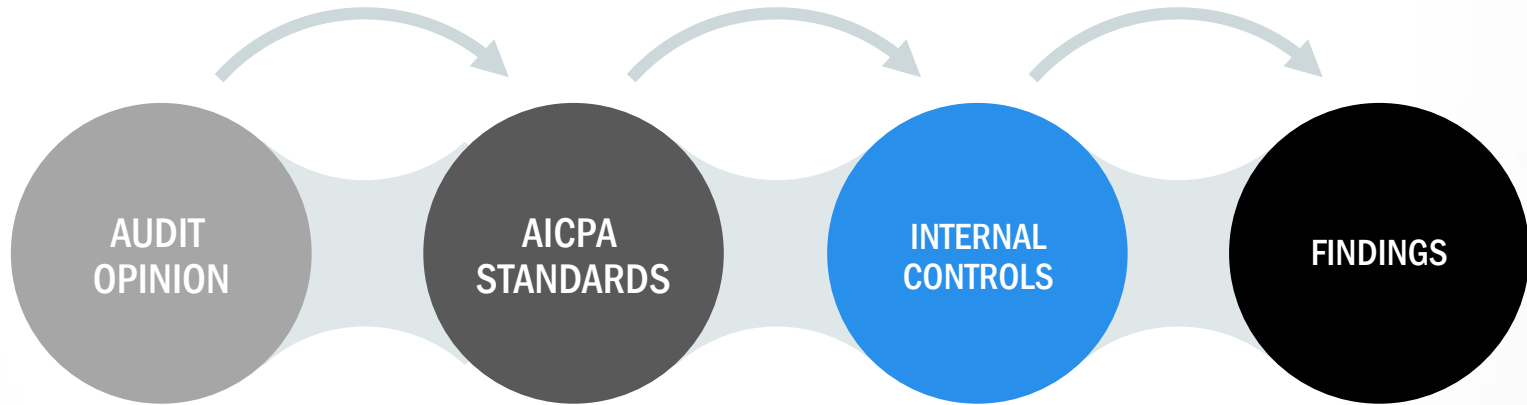 AUDIT
OPINION
AICPA
STANDARDS
INTERNAL
CONTROLS
FINDINGS